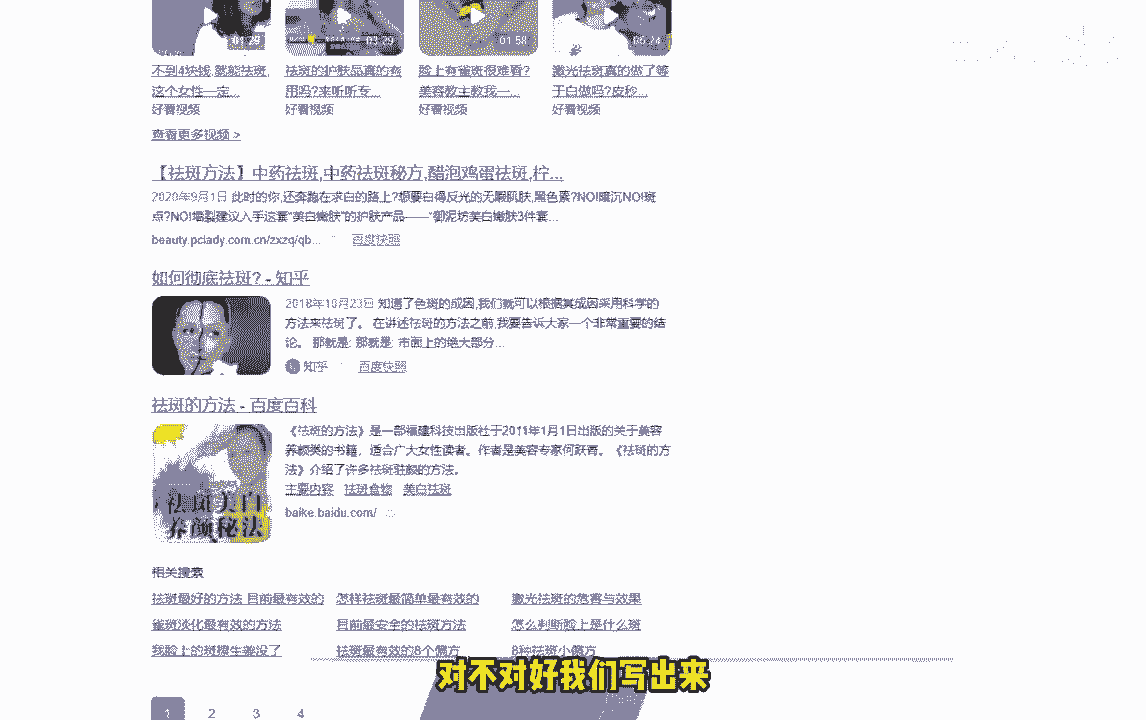 01:29 03:29 01:58 05:24
不到4块钱,就能祛斑, 祛斑的护肤品真的有 脸上有雀斑很难看? 激光祛斑真的做了等
这个女性一定... 用吗?来听听专... 美容教主教我一... 于白做吗?皮秒...
好看视频 好看视频 好看视频 好看视频
查看更多视频 >
【祛斑方法】中药祛斑,中药祛斑秘方,醋泡鸡蛋祛斑,柠...
2020年9月1日 此时的你,还奔跑在求白的路上?想要白得反光的无暇肌肤,黑色素?NO!暗沉NO!斑
点?NO!墙裂建议入手这套“美白嫩肤”的护肤产品——“御泥坊美白嫩肤3件套...
beauty.pclady.com.cn/zxzq/qb... 百度快照
如何彻底祛斑? - 知乎
2018年10月23日 知道了色斑的成因,我们就可以根据其成因采用科学的
方法来祛斑了。 在讲述祛斑的方法之前,我要告诉大家一个非常重要的结
论。 那就是: 那就是: 市面上的绝大部分...
知乎 百度快照
祛斑的方法 - 百度百科
《祛斑的方法》是一部福建科技出版社于2011年1月1日出版的关于美容
养颜类的书籍，适合广大女性读者。作者是美容专家何跃青。《祛斑的方
法》介绍了许多祛斑驻颜的方法。
主要内容 祛斑食物 美白祛斑
baike.baidu.com/
祛斑美白
养颜秘法
相关搜索
祛斑最好的方法 目前最有效的 怎样祛斑最简单最有效的 激光祛斑的危害与效果
雀斑淡化最有效的方法 目前最安全的祛斑方法 怎么判断脸上是什么斑
我脸上的斑擦生姜没了 祛斑最有效的8个偏方 8种祛斑小偏方
对不对好我们写出来
1 2 3 4